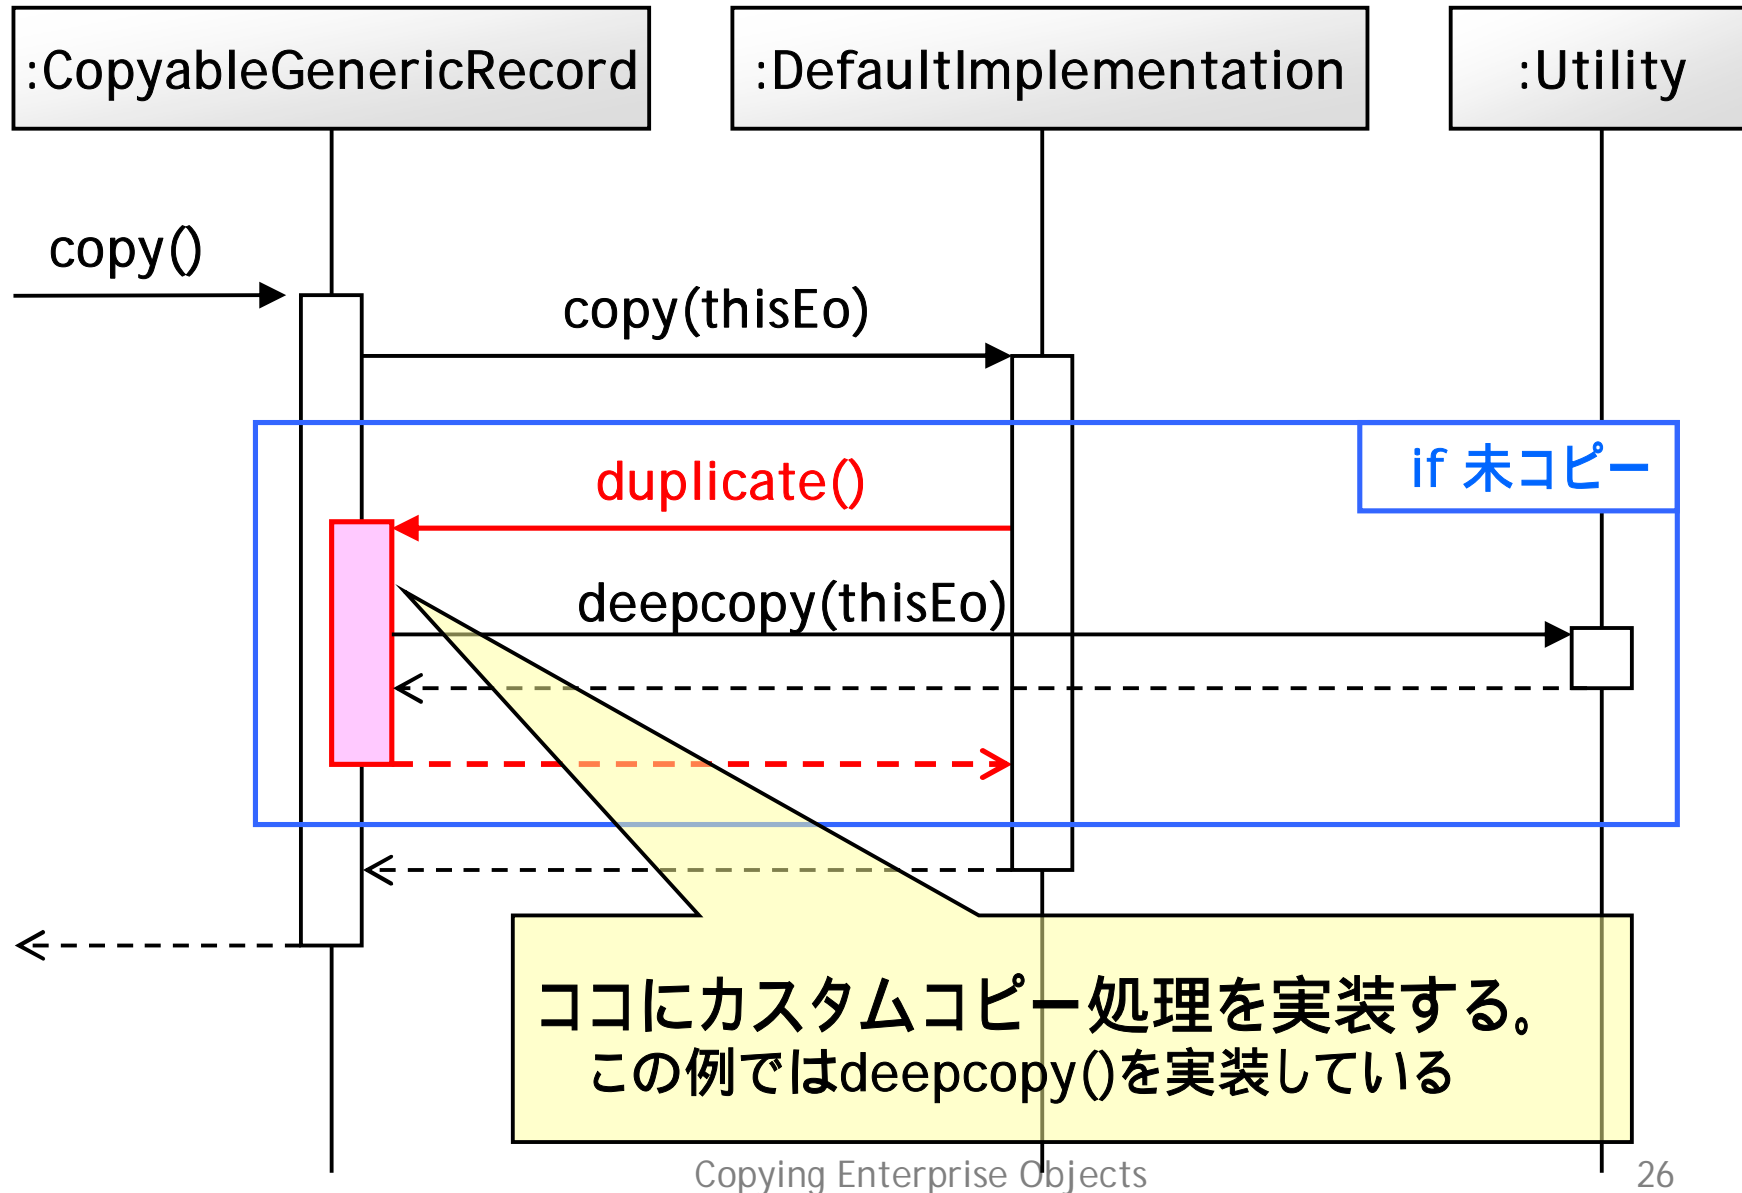 :CopyableGenericRecord
:DefaultImplementation
:Utility
copy()
copy(thisEo)
if 未コピー
duplicate()
deepcopy(thisEo)
ココにカスタムコピー処理を実装する。
この例ではdeepcopy()を実装している
Copying Enterprise Objects
26